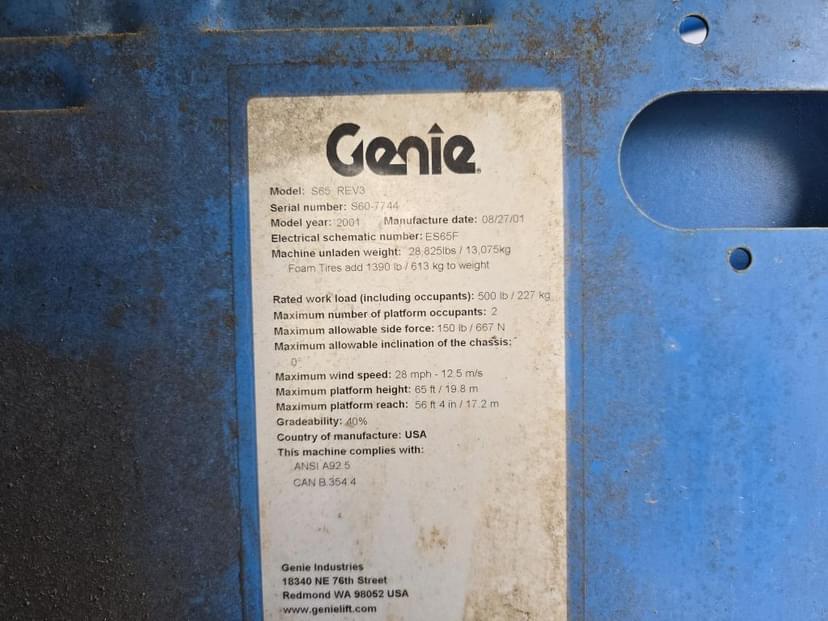 Genie
Model: S65 REV3
Serial number: S60-7744
Model year: 2001 Manufacture date: 08/27/01
Electrical schematic number: ES65F
Machine unladen weight: 28,825lbs / 13,075kg
Foam Tires add 1390 lb / 613 kg to weight
Rated work load (including occupants): 500 lb / 227 kg
Maximum number of platform occupants: 2
Maximum allowable side force: 150 lb / 667 N
Maximum allowable inclination of the chassis:
0°
Maximum wind speed: 28 mph - 12.5 m/s
Maximum platform height: 65 ft / 19.8 m
Maximum platform reach: 56 ft 4 in / 17.2 m
Gradeability: 40%
Country of manufacture: USA
This machine complies with:
ANSI A92.5
CAN B.354.4
Genie Industries
18340 NE 76th Street
Redmond WA 98052 USA
www.genielift.com